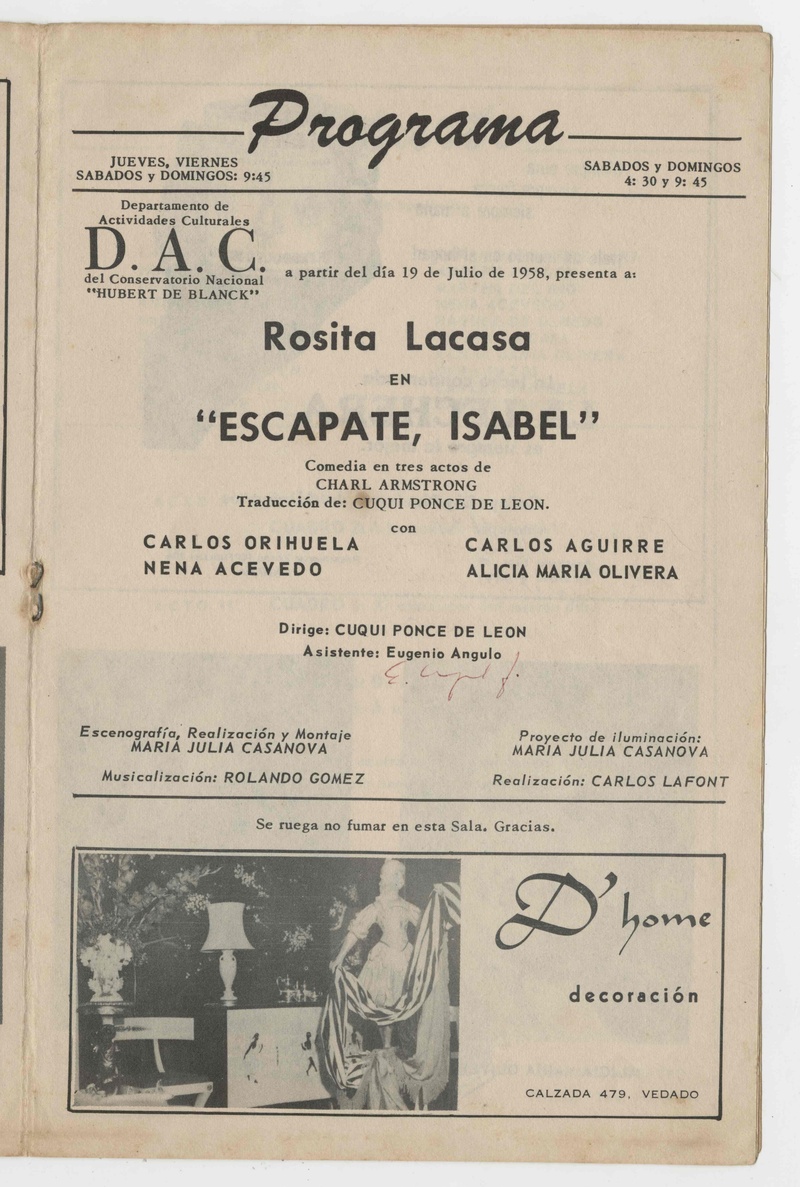 Programa
JUEVES, VIERNES
SABADOS y DOMINGOS: 9:45
SABADOS y DOMINGOS
4: 30 y 9: 45
Departamento de
Actividades Culturales
D. A. C.
del Conservatorio Nacional
"HUBERT DE BLANCK"
a partir del día 19 de Julio de 1958, presenta a:
Rosita Lacasa
EN
"ESCAPATE, ISABEL"
Comedia en tres actos de
CHARL ARMSTRONG
Traducción de: CUQUI PONCE DE LEON.
con
CARLOS ORIHUELA
NENA ACEVEDO
CARLOS AGUIRRE
ALICIA MARIA OLIVERA
Dirige: CUQUI PONCE DE LEON
Asistente: Eugenio Angulo
Escenografía, Realización y Montaje
MARIA JULIA CASANOVA
Musicalización: ROLANDO GOMEZ
Proyecto de iluminación:
MARIA JULIA CASANOVA
Realización: CARLOS LAFONT
Se ruega no fumar en esta Sala. Gracias.
D'home
decoración
CALZADA 479, VEDADO